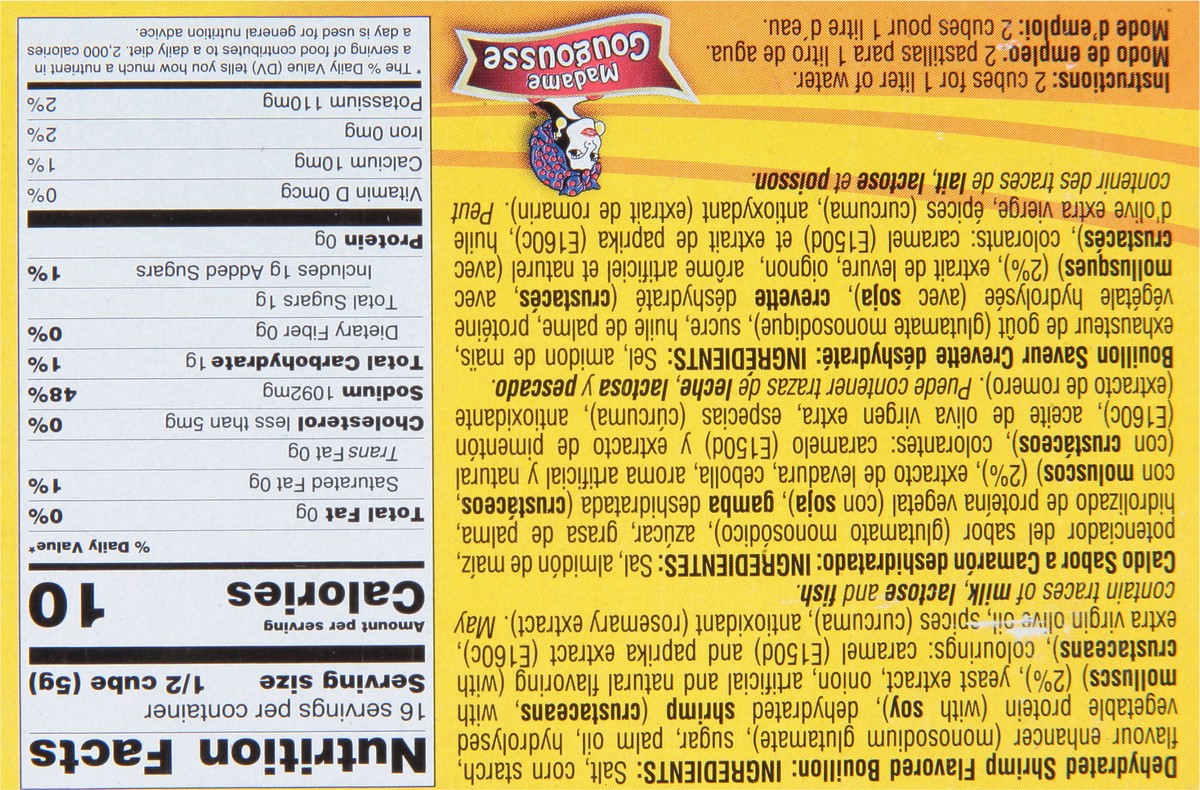 Nutrition Facts
16 servings per container
Serving size 1/2 cube (5g)
Amount per serving
Calories 10
% Daily Value*
Total Fat 0g 0%
Saturated Fat 0g 1%
Trans Fat 0g
Cholesterol less than 5mg 0%
Sodium 1092mg 48%
Total Carbohydrate 1g 1%
Dietary Fiber 0g 0%
Total Sugars 1g
Includes 1g Added Sugars 1%
Protein 0g
Vitamin D 0mcg 0%
Calcium 10mg 1%
Iron 0mg 2%
Potassium 110mg 2%
* The % Daily Value (DV) tells you how much a nutrient in
a serving of food contributes to a daily diet. 2,000 calories
a day is used for general nutrition advice.
Dehydrated Shrimp Flavored Bouillon: INGREDIENTS: Salt, corn starch,
flavour enhancer (monosodium glutamate), sugar, palm oil, hydrolysed
vegetable protein (with soy), dehydrated shrimp (crustaceans, with
molluscs) (2%), yeast extract, onion, artificial and natural flavoring (with
crustaceans), colourings: caramel (E150d) and paprika extract (E160c),
extra virgin olive oil, spices (curcuma), antioxidant (rosemary extract). May
contain traces of milk, lactose and fish.
Caldo Sabor a Camarón deshidratado: INGREDIENTES: Sal, almidón de maíz,
potenciador del sabor (glutamato monosódico), azúcar, grasa de palma,
hidrolizado de proteína vegetal (con soja), gamba deshidratada (crustáceos,
con moluscos) (2%), extracto de levadura, cebolla, aroma artificial y natural
(con crustáceos), colorantes: caramelo (E150d) y extracto de pimentón
(E160c), aceite de oliva virgen extra, especias (cúrcuma), antioxidante
(extracto de romero). Puede contener trazas de leche, lactosa y pescado.
Bouillon Saveur Crevette déshydraté: INGRÉDIENTS: Sel, amidon de maïs,
exhausteur de goût (glutamate monosodique), sucre, huile de palme, protéine
végétale hydrolysée (avec soja), crevette déshydraté (crustacés, avec
mollusques) (2%), extrait de levure, oignon, arôme artificiel et naturel (avec
crustacés), colorants: caramel (E150d) et extrait de paprika (E160c), huile
d'olive extra vierge, épices (curcuma), antioxydant (extrait de romarin). Peut
contenir des traces de lait, lactose et poisson.
Instructions: 2 cubes for 1 liter of water.
Modo de empleo: 2 pastillas para 1 litro de agua.
Mode d'emploi: 2 cubes pour 1 litre d'eau.
Madame
Gougousse